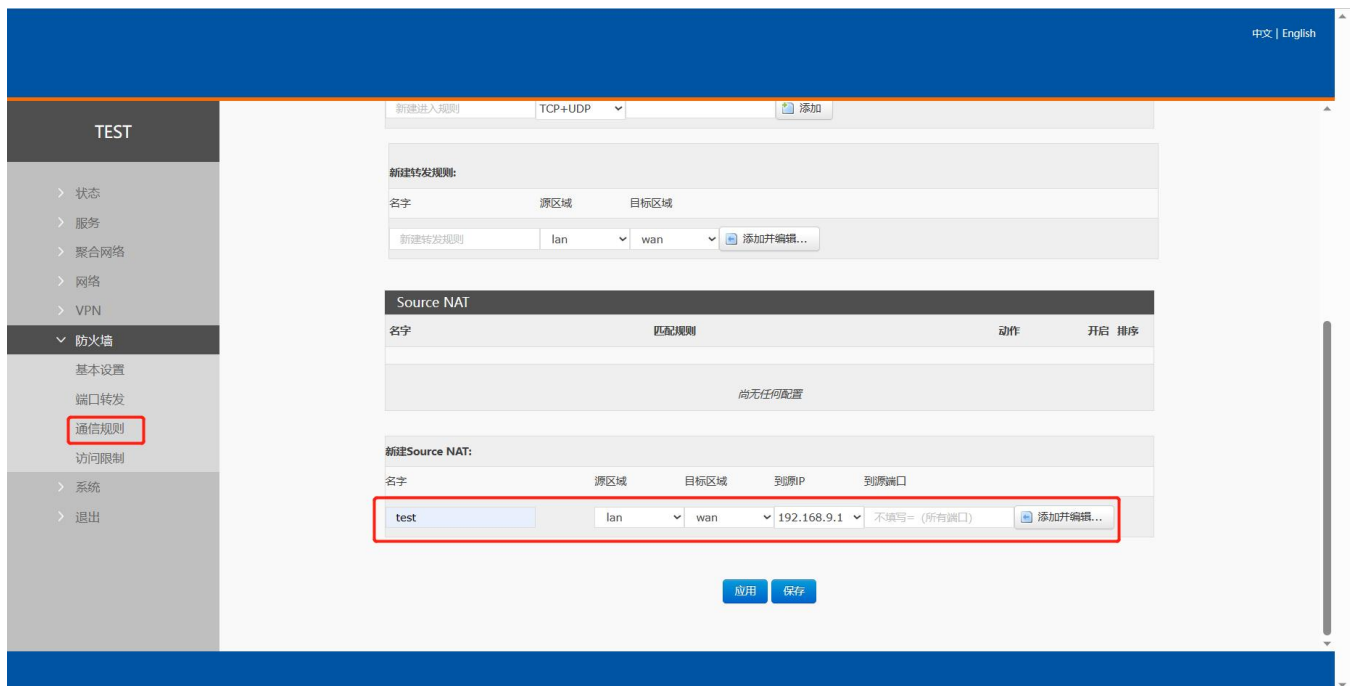 中文 | English
TEST
状态
服务
聚合网络
网络
VPN
防火墙
基本设置
端口转发
通信规则
访问限制
系统
退出
新建进入规则 TCP+UDP 添加
新建转发规则:
名字 源区域 目标区域
新建转发规则 lan wan 添加并编辑...
Source NAT
名字 匹配规则 动作 开启 排序
尚无任何配置
新建Source NAT:
名字 源区域 目标区域 到源IP 到源端口
test lan wan 192.168.9.1 不填写= (所有端口) 添加并编辑...
应用 保存